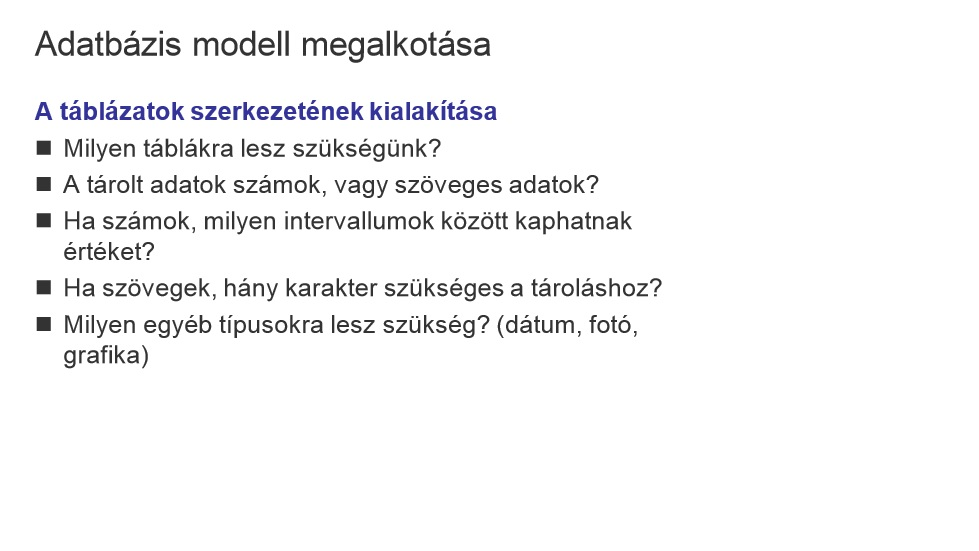 Adatbázis modell megalkotása
A táblázatok szerkezetének kialakítása
■ Milyen táblákra lesz szükségünk?
■ A tárolt adatok számok, vagy szöveges adatok?
■ Ha számok, milyen intervallumok között kaphatnak
értéket?
■ Ha szövegek, hány karakter szükséges a tároláshoz?
■ Milyen egyéb típusokra lesz szükség? (dátum, fotó,
grafika)